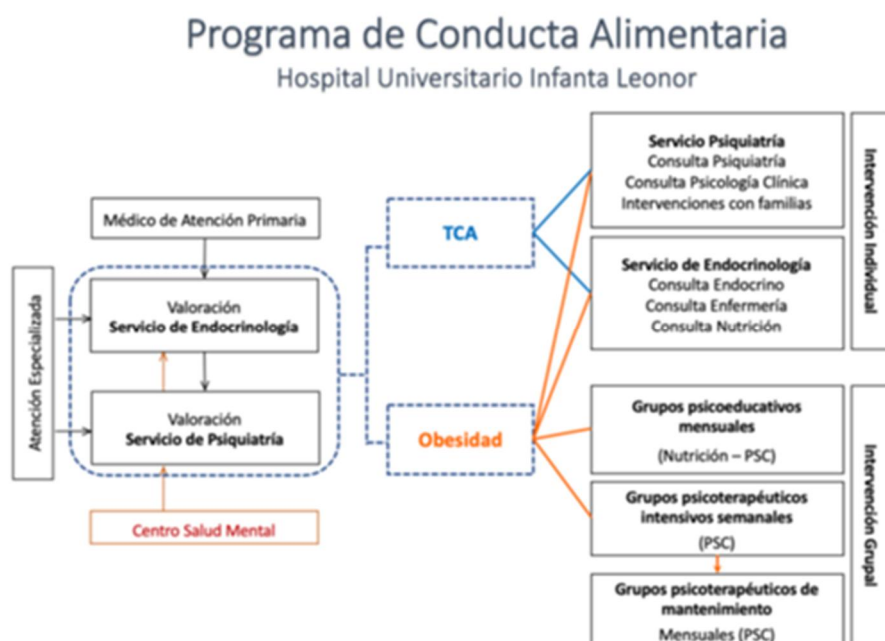 Programa de Conducta Alimentaria
Hospital Universitario Infanta Leonor
Médico de Atención Primaria
Atención Especializada
Valoración
Servicio de Endocrinología
Valoración
Servicio de Psiquiatría
Centro Salud Mental
TCA
Obesidad
Servicio Psiquiatría
Consulta Psiquiatría
Consulta Psicología Clínica
Intervenciones con familias
Servicio de Endocrinología
Consulta Endocrino
Consulta Enfermería
Consulta Nutrición
Intervención Individual
Grupos psicoeducativos
mensuales
(Nutrición – PSC)
Grupos psicoterapéuticos
intensivos semanales
(PSC)
Grupos psicoterapéuticos de
mantenimiento
Mensuales (PSC)
Intervención Grupal